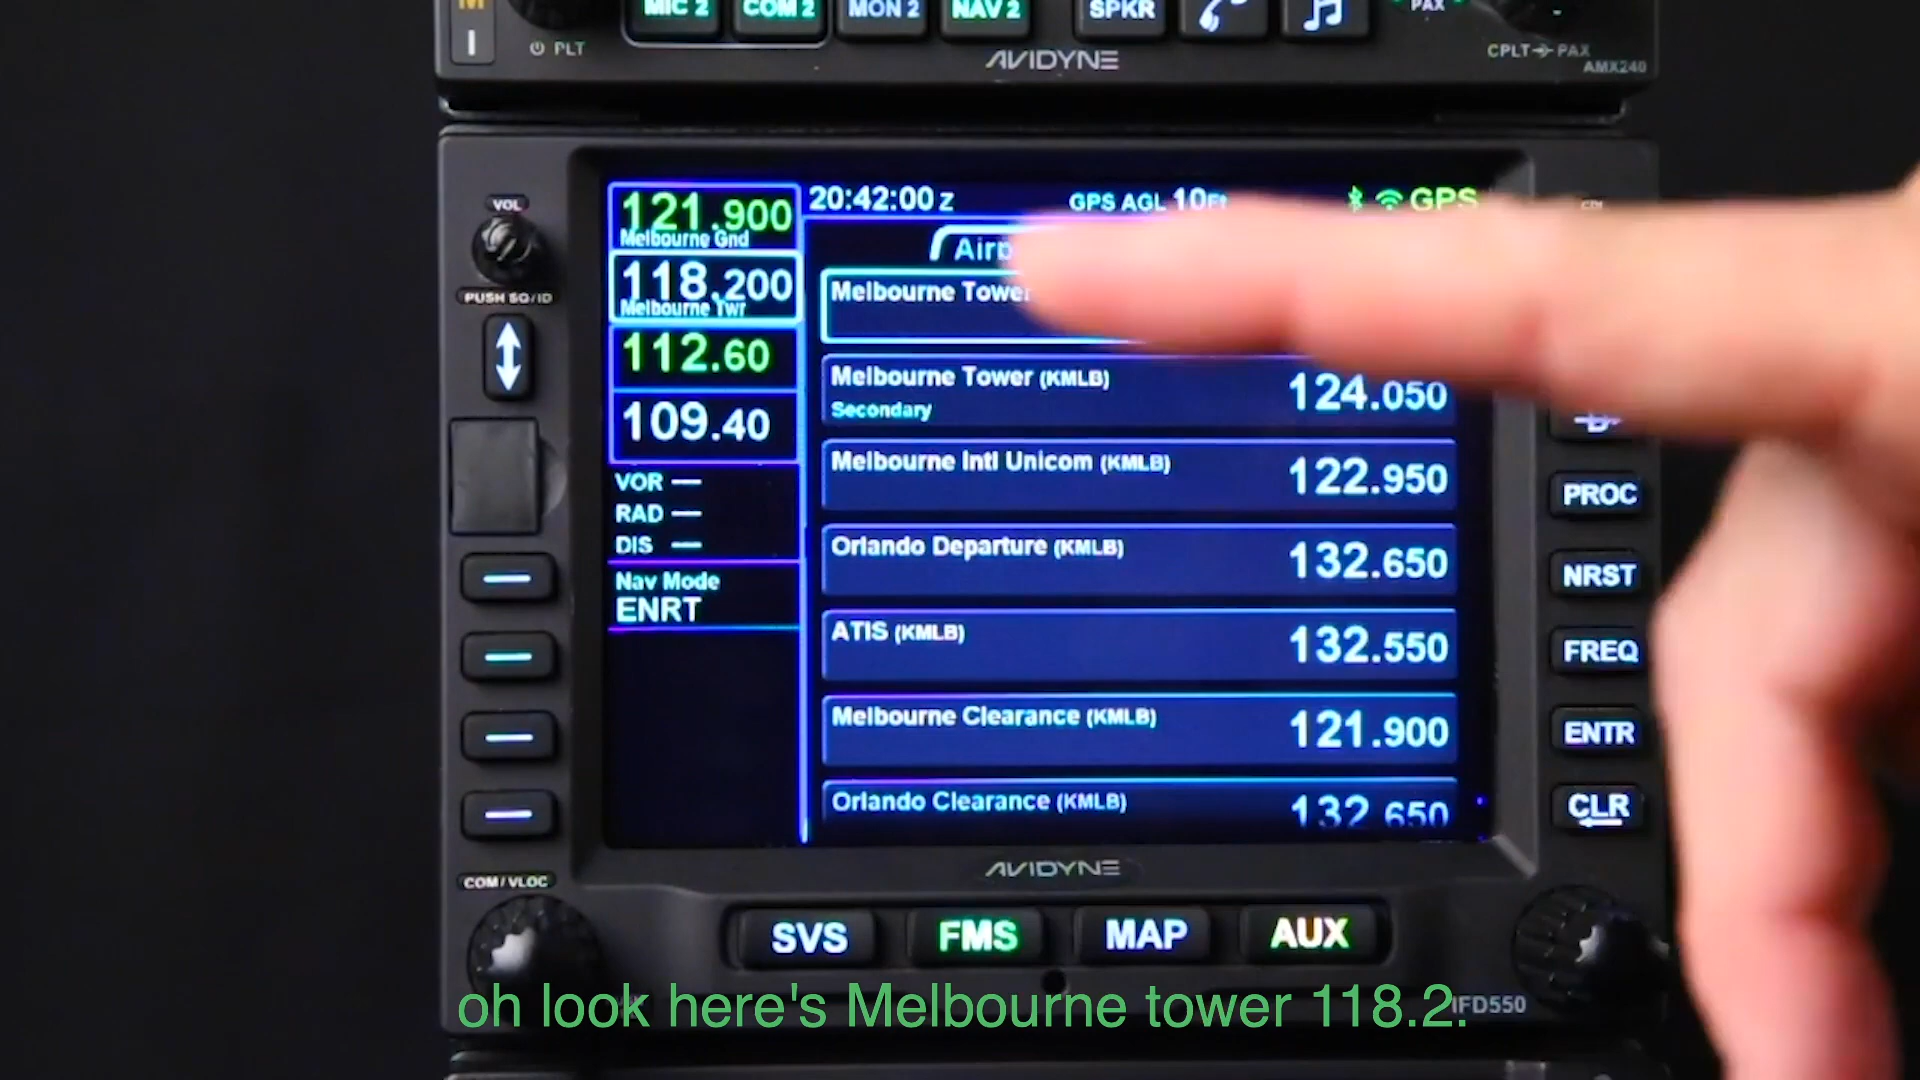 MIC 2 COM 2 MON 2 NAV 2 SPKR PAX
PLT AVIDYNE CPLT PAX
AMX240
VOL
PUSH SQ/ID
121.900
Melbourne Gnd
118.200
Melbourne Twr
112.60
109.40
VOR ---
RAD ---
DIS ---
Nav Mode
ENRT
20:42:00 Z GPS AGL 10Ft GPS
Melbourne Tower
Melbourne Tower (KMLB) 124.050
Secondary
Melbourne Intl Unicom (KMLB) 122.950
Orlando Departure (KMLB) 132.650
ATIS (KMLB) 132.550
Melbourne Clearance (KMLB) 121.900
Orlando Clearance (KMLB) 132.650
PROC
NRST
FREQ
ENTR
CLR
AVIDYNE
COM / VLOC
SVS FMS MAP AUX
IFD550
oh look here's Melbourne tower 118.2.